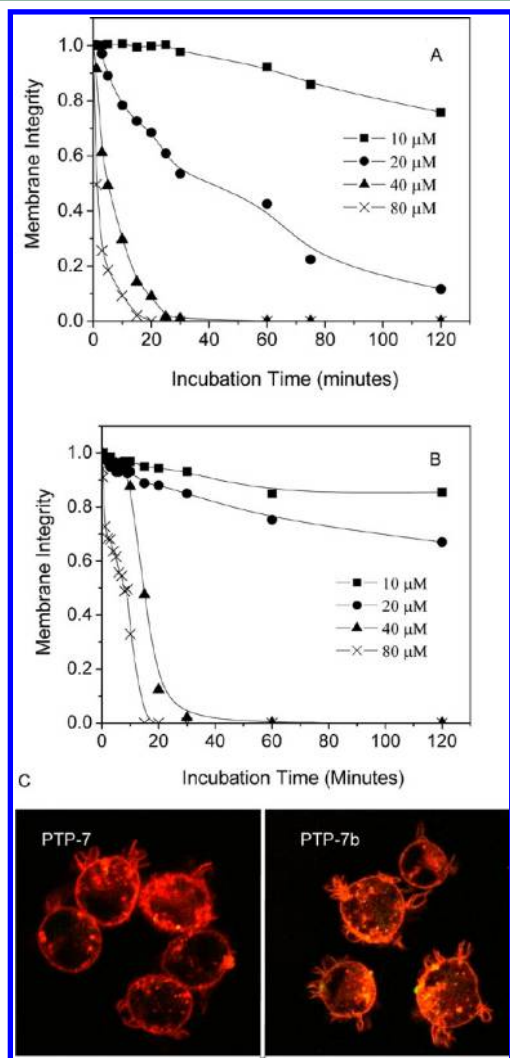 A
1.0
0.8
0.6
0.4
0.2
0.0
Membrane Integrity
10 μM
20 μM
40 μM
80 μM
0 20 40 60 80 100 120
Incubation Time (minutes)
B
1.0
0.8
0.6
0.4
0.2
0.0
Membrane Integrity
10 μM
20 μM
40 μM
80 μM
0 20 40 60 80 100 120
Incubation Time (Minutes)
C
PTP-7
PTP-7b